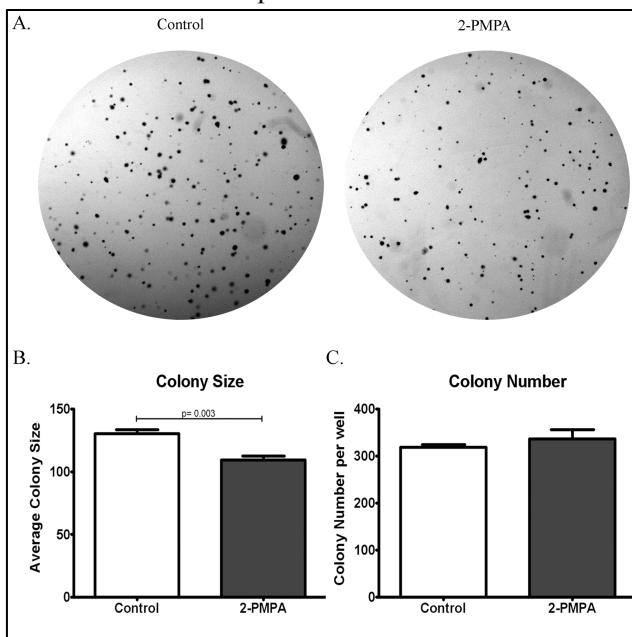 A.
Control 2-PMPA
B.
Colony Size
Average Colony Size
150
100
50
0
p= 0.003
Control 2-PMPA
C.
Colony Number
Colony Number per well
400
300
200
100
0
Control 2-PMPA